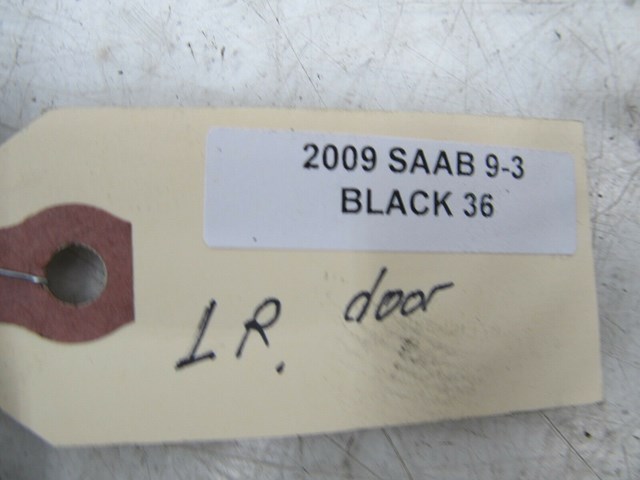 2009 SAAB 9-3
BLACK 36
LR. door